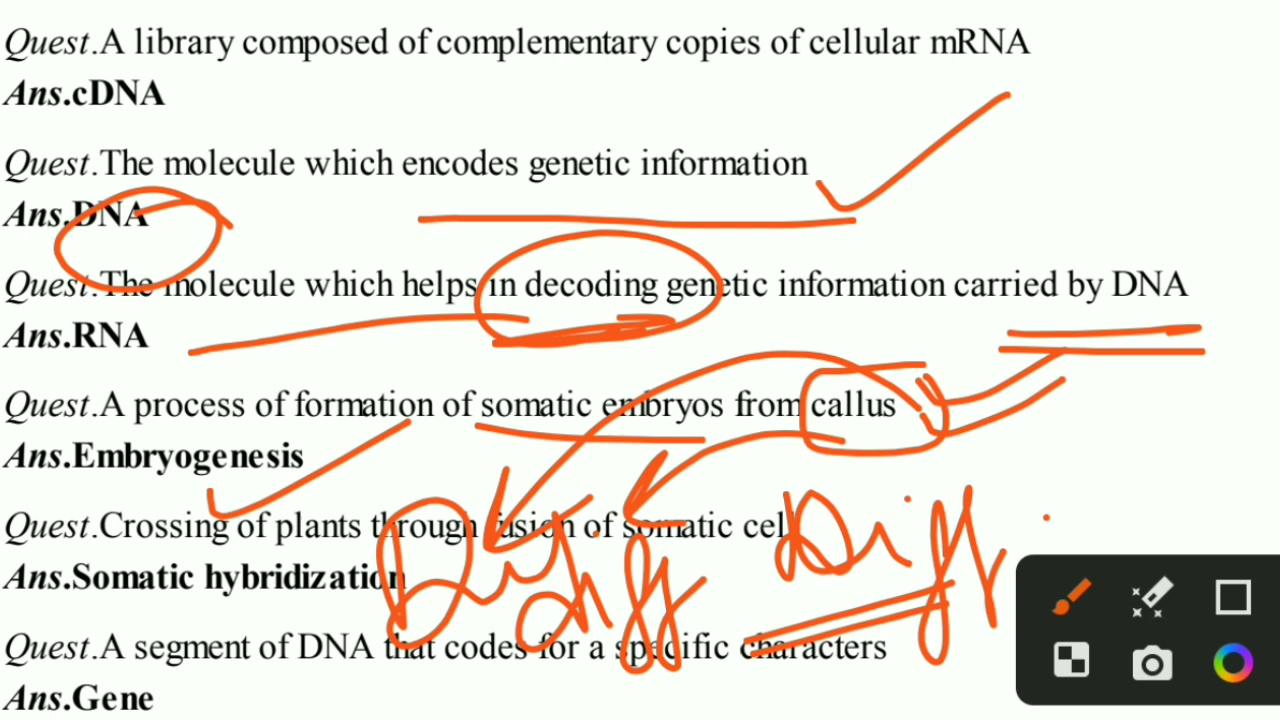 Quest.A library composed of complementary copies of cellular mRNA
Ans.cDNA
Quest.The molecule which encodes genetic information
Ans.DNA
Quest.The molecule which helps in decoding genetic information carried by DNA
Ans.RNA
Quest.A process of formation of somatic embryos from callus
Ans.Embryogenesis
Quest.Crossing of plants through fusion of somatic cell
Ans.Somatic hybridization
Quest.A segment of DNA that codes for a specific characters
Ans.Gene